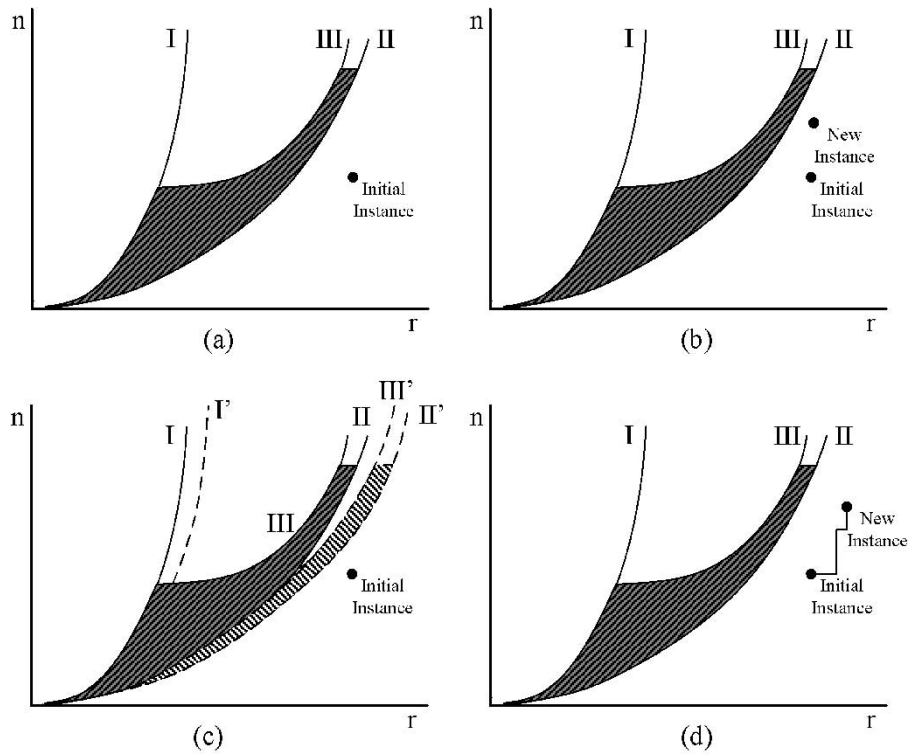 n
I
III
II
Initial
Instance
r
(a)
n
I
III
II
New
Instance
Initial
Instance
r
(b)
n
I
I’
II
III’
II’
III
Initial
Instance
r
(c)
n
I
III
II
New
Instance
Initial
Instance
r
(d)